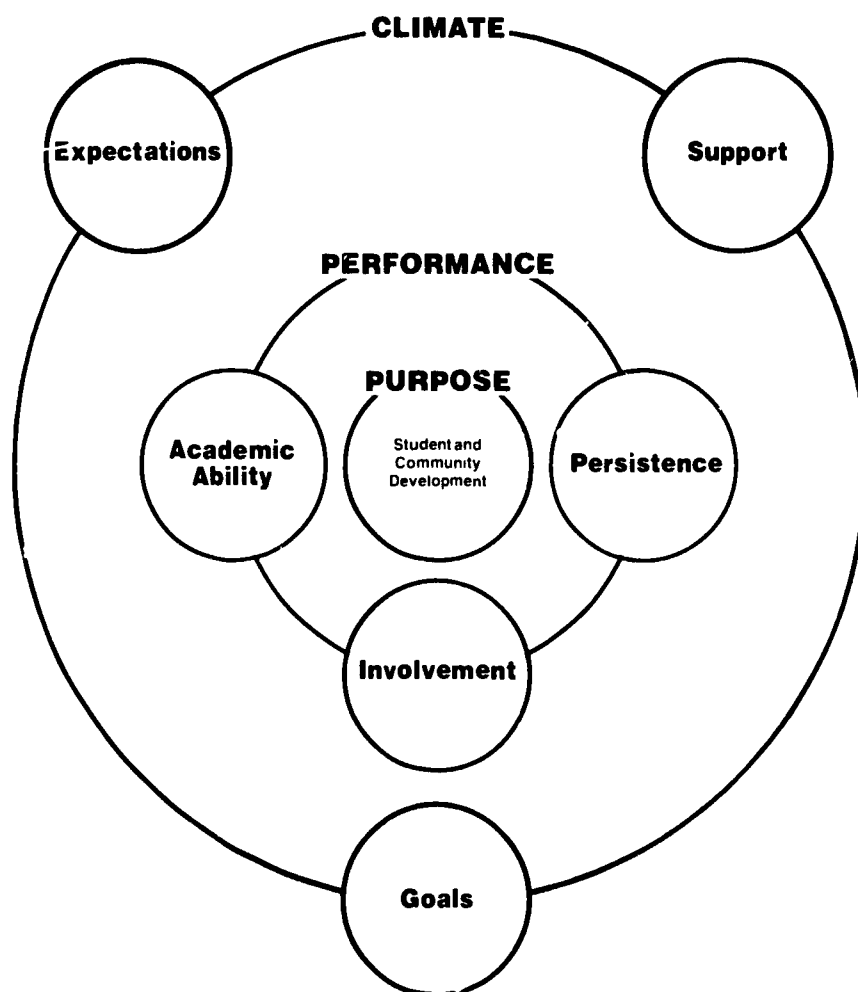 CLIMATE
Expectations
Support
PERFORMANCE
PURPOSE
Academic
Ability
Student and
Community
Development
Persistence
Involvement
Goals